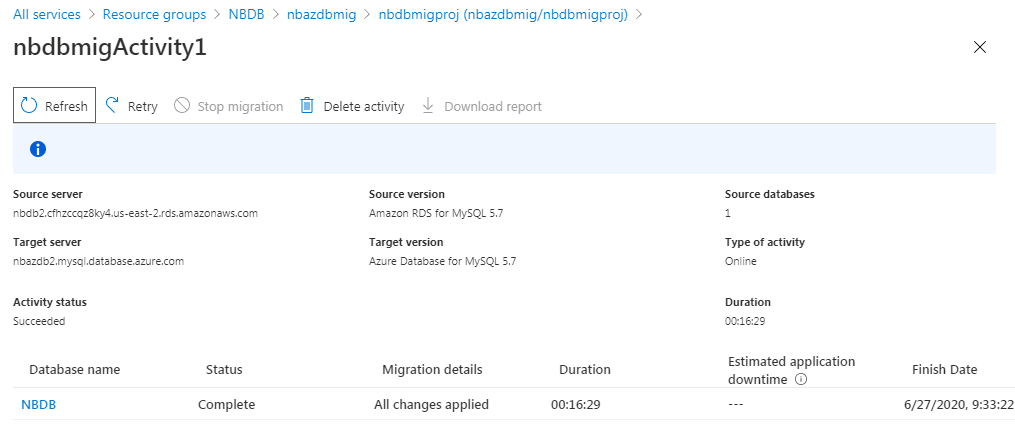 All services > Resource groups > NBDB > nbazdbmig > nbdbmigproj (nbazdbmig/nbdbmigproj) >
nbdbmigActivity1
Refresh Retry Stop migration Delete activity Download report
Source server Source version Source databases
nbdb2.cfhzccqz8ky4.us-east-2.rds.amazonaws.com Amazon RDS for MySQL 5.7 1
Target server Target version Type of activity
nbazdb2.mysql.database.azure.com Azure Database for MySQL 5.7 Online
Activity status Duration
Succeeded 00:16:29
Database name Status Migration details Duration Estimated application downtime Finish Date
NBDB Complete All changes applied 00:16:29 --- 6/27/2020, 9:33:22